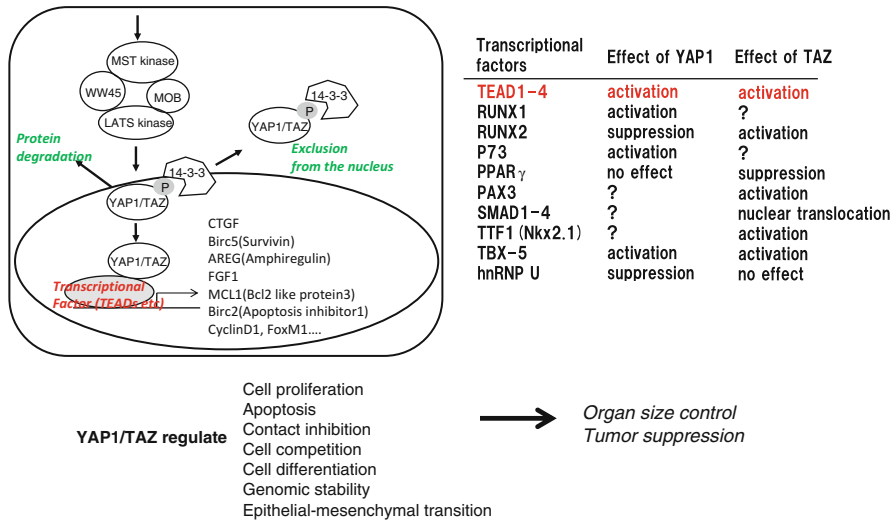 MST kinase
WW45
MOB
LATS kinase
Protein
degradation
14-3-3
P
YAP1/TAZ
Exclusion
from the nucleus
14-3-3
P
YAP1/TAZ
YAP1/TAZ
Transcriptional
Factor (TEADs etc)
CTGF
Birc5(Survivin)
AREG(Amphiregulin)
FGF1
MCL1(Bcl2 like protein3)
Birc2(Apoptosis inhibitor1)
CyclinD1, FoxM1....
Transcriptional factors Effect of YAP1 Effect of TAZ
TEAD1-4 activation activation
RUNX1 activation ?
RUNX2 suppression activation
P73 activation ?
PPARγ no effect suppression
PAX3 ? activation
SMAD1-4 ? nuclear translocation
TTF1(Nkx2.1) ? activation
TBX-5 activation activation
hnRNP U suppression no effect
YAP1/TAZ regulate
Cell proliferation
Apoptosis
Contact inhibition
Cell competition
Cell differentiation
Genomic stability
Epithelial-mesenchymal transition
Organ size control
Tumor suppression